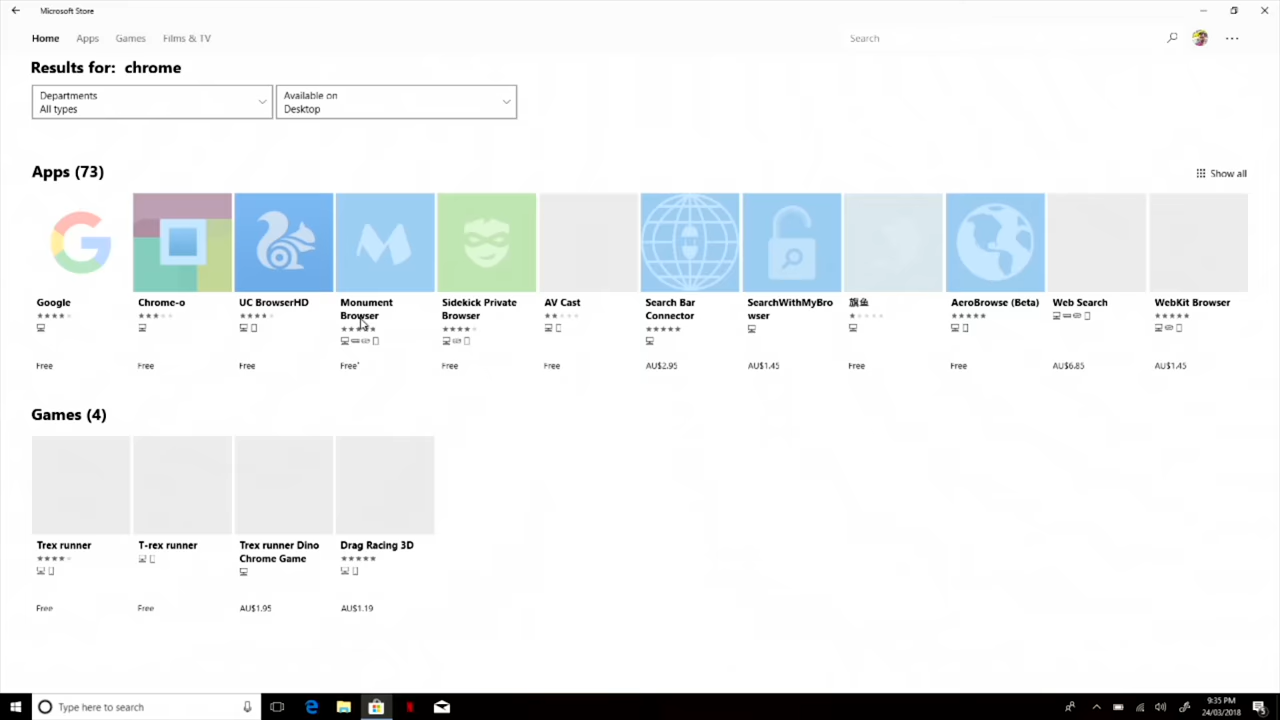 Microsoft Store
Home Apps Games Films & TV Search
Results for: chrome
Departments
All types
Available on
Desktop
Apps (73) Show all
Google
Free
Chrome-o
Free
UC BrowserHD
Free
Monument
Browser
Free*
Sidekick Private
Browser
Free
AV Cast
Free
Search Bar
Connector
AU$2.95
SearchWithMyBro
wser
AU$1.45
旗鱼
Free
AeroBrowse (Beta)
Free
Web Search
AU$6.85
WebKit Browser
AU$1.45
Games (4)
Trex runner
Free
T-rex runner
Free
Trex runner Dino
Chrome Game
AU$1.95
Drag Racing 3D
AU$1.19
Type here to search
9:35 PM
24/03/2018